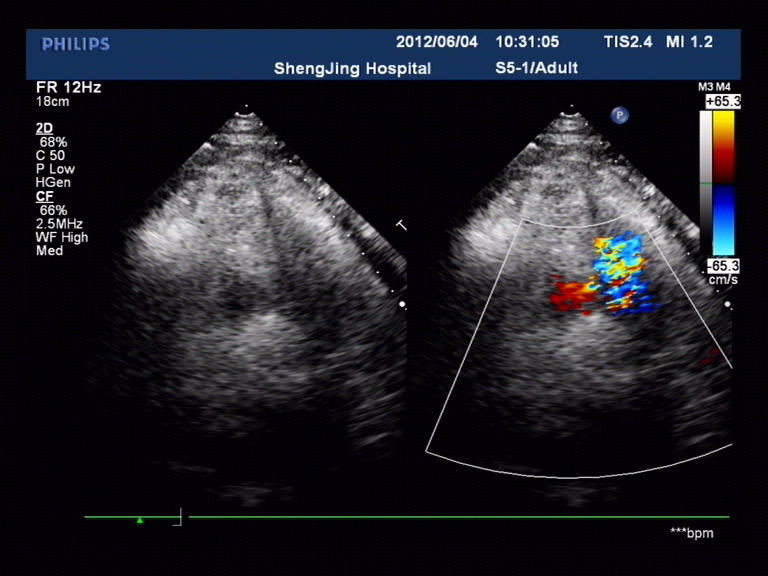 PHILIPS
2012/06/04 10:31:05 TIS2.4 MI 1.2
ShengJing Hospital S5-1/Adult
FR 12Hz
18cm
2D
68%
C 50
P Low
HGen
CF
66%
2.5MHz
WF High
Med
P
M3 M4
+65.3
-65.3
cm/s
***bpm